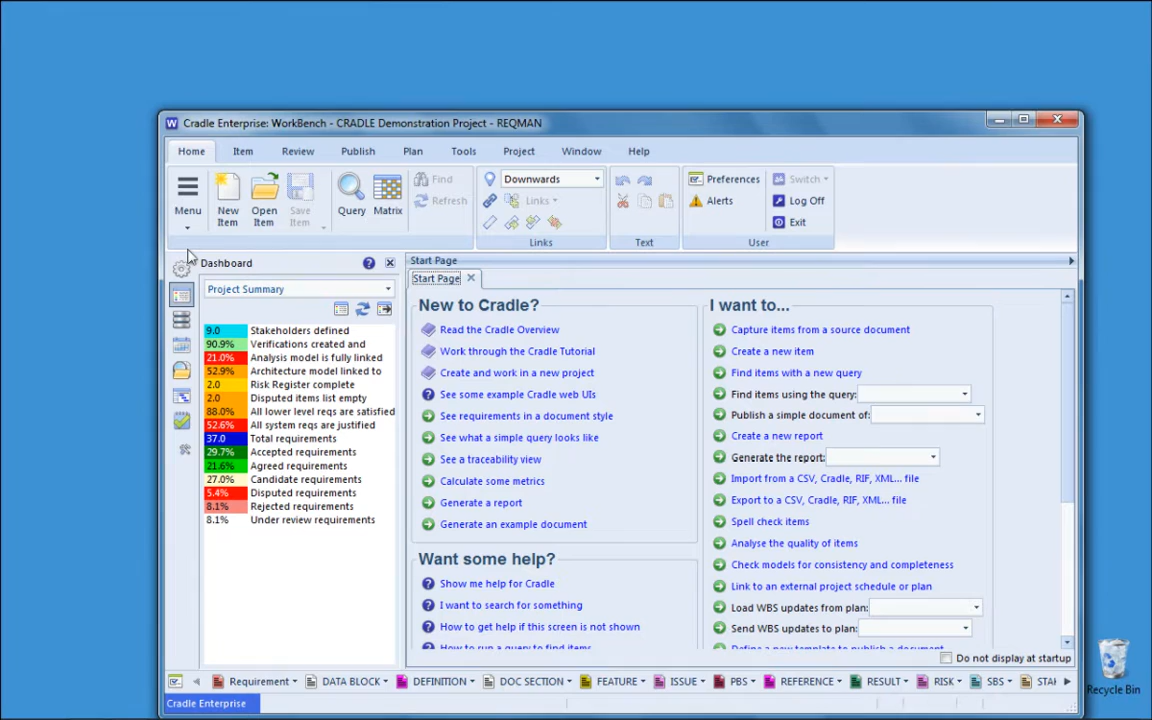 Cradle Enterprise: WorkBench - CRADLE Demonstration Project - REQMAN
Home Item Review Publish Plan Tools Project Window Help
Menu New Item Open Item Save Item Query Matrix
Find
Refresh
Downwards
Links
Links
Text
Preferences Switch
Alerts Log Off
Exit
User
Dashboard
Project Summary
9.0 Stakeholders defined
90.9% Verifications created and
21.0% Analysis model is fully linked
52.9% Architecture model linked to
2.0 Risk Register complete
2.0 Disputed items list empty
88.0% All lower level reqs are satisfied
52.6% All system reqs are justified
37.0 Total requirements
29.7% Accepted requirements
21.6% Agreed requirements
27.0% Candidate requirements
5.4% Disputed requirements
8.1% Rejected requirements
8.1% Under review requirements
Start Page
Start Page
New to Cradle?
Read the Cradle Overview
Work through the Cradle Tutorial
Create and work in a new project
See some example Cradle web UIs
See requirements in a document style
See what a simple query looks like
See a traceability view
Calculate some metrics
Generate a report
Generate an example document
Want some help?
Show me help for Cradle
I want to search for something
How to get help if this screen is not shown
How to run a query to find items
I want to...
Capture items from a source document
Create a new item
Find items with a new query
Find items using the query:
Publish a simple document of:
Create a new report
Generate the report:
Import from a CSV, Cradle, RIF, XML... file
Export to a CSV, Cradle, RIF, XML... file
Spell check items
Analyse the quality of items
Check models for consistency and completeness
Link to an external project schedule or plan
Load WBS updates from plan:
Send WBS updates to plan:
Define a new template to publish a document
Do not display at startup
Requirement DATA BLOCK DEFINITION DOC SECTION FEATURE ISSUE PBS REFERENCE RESULT RISK SBS STAK
Cradle Enterprise
Recycle Bin